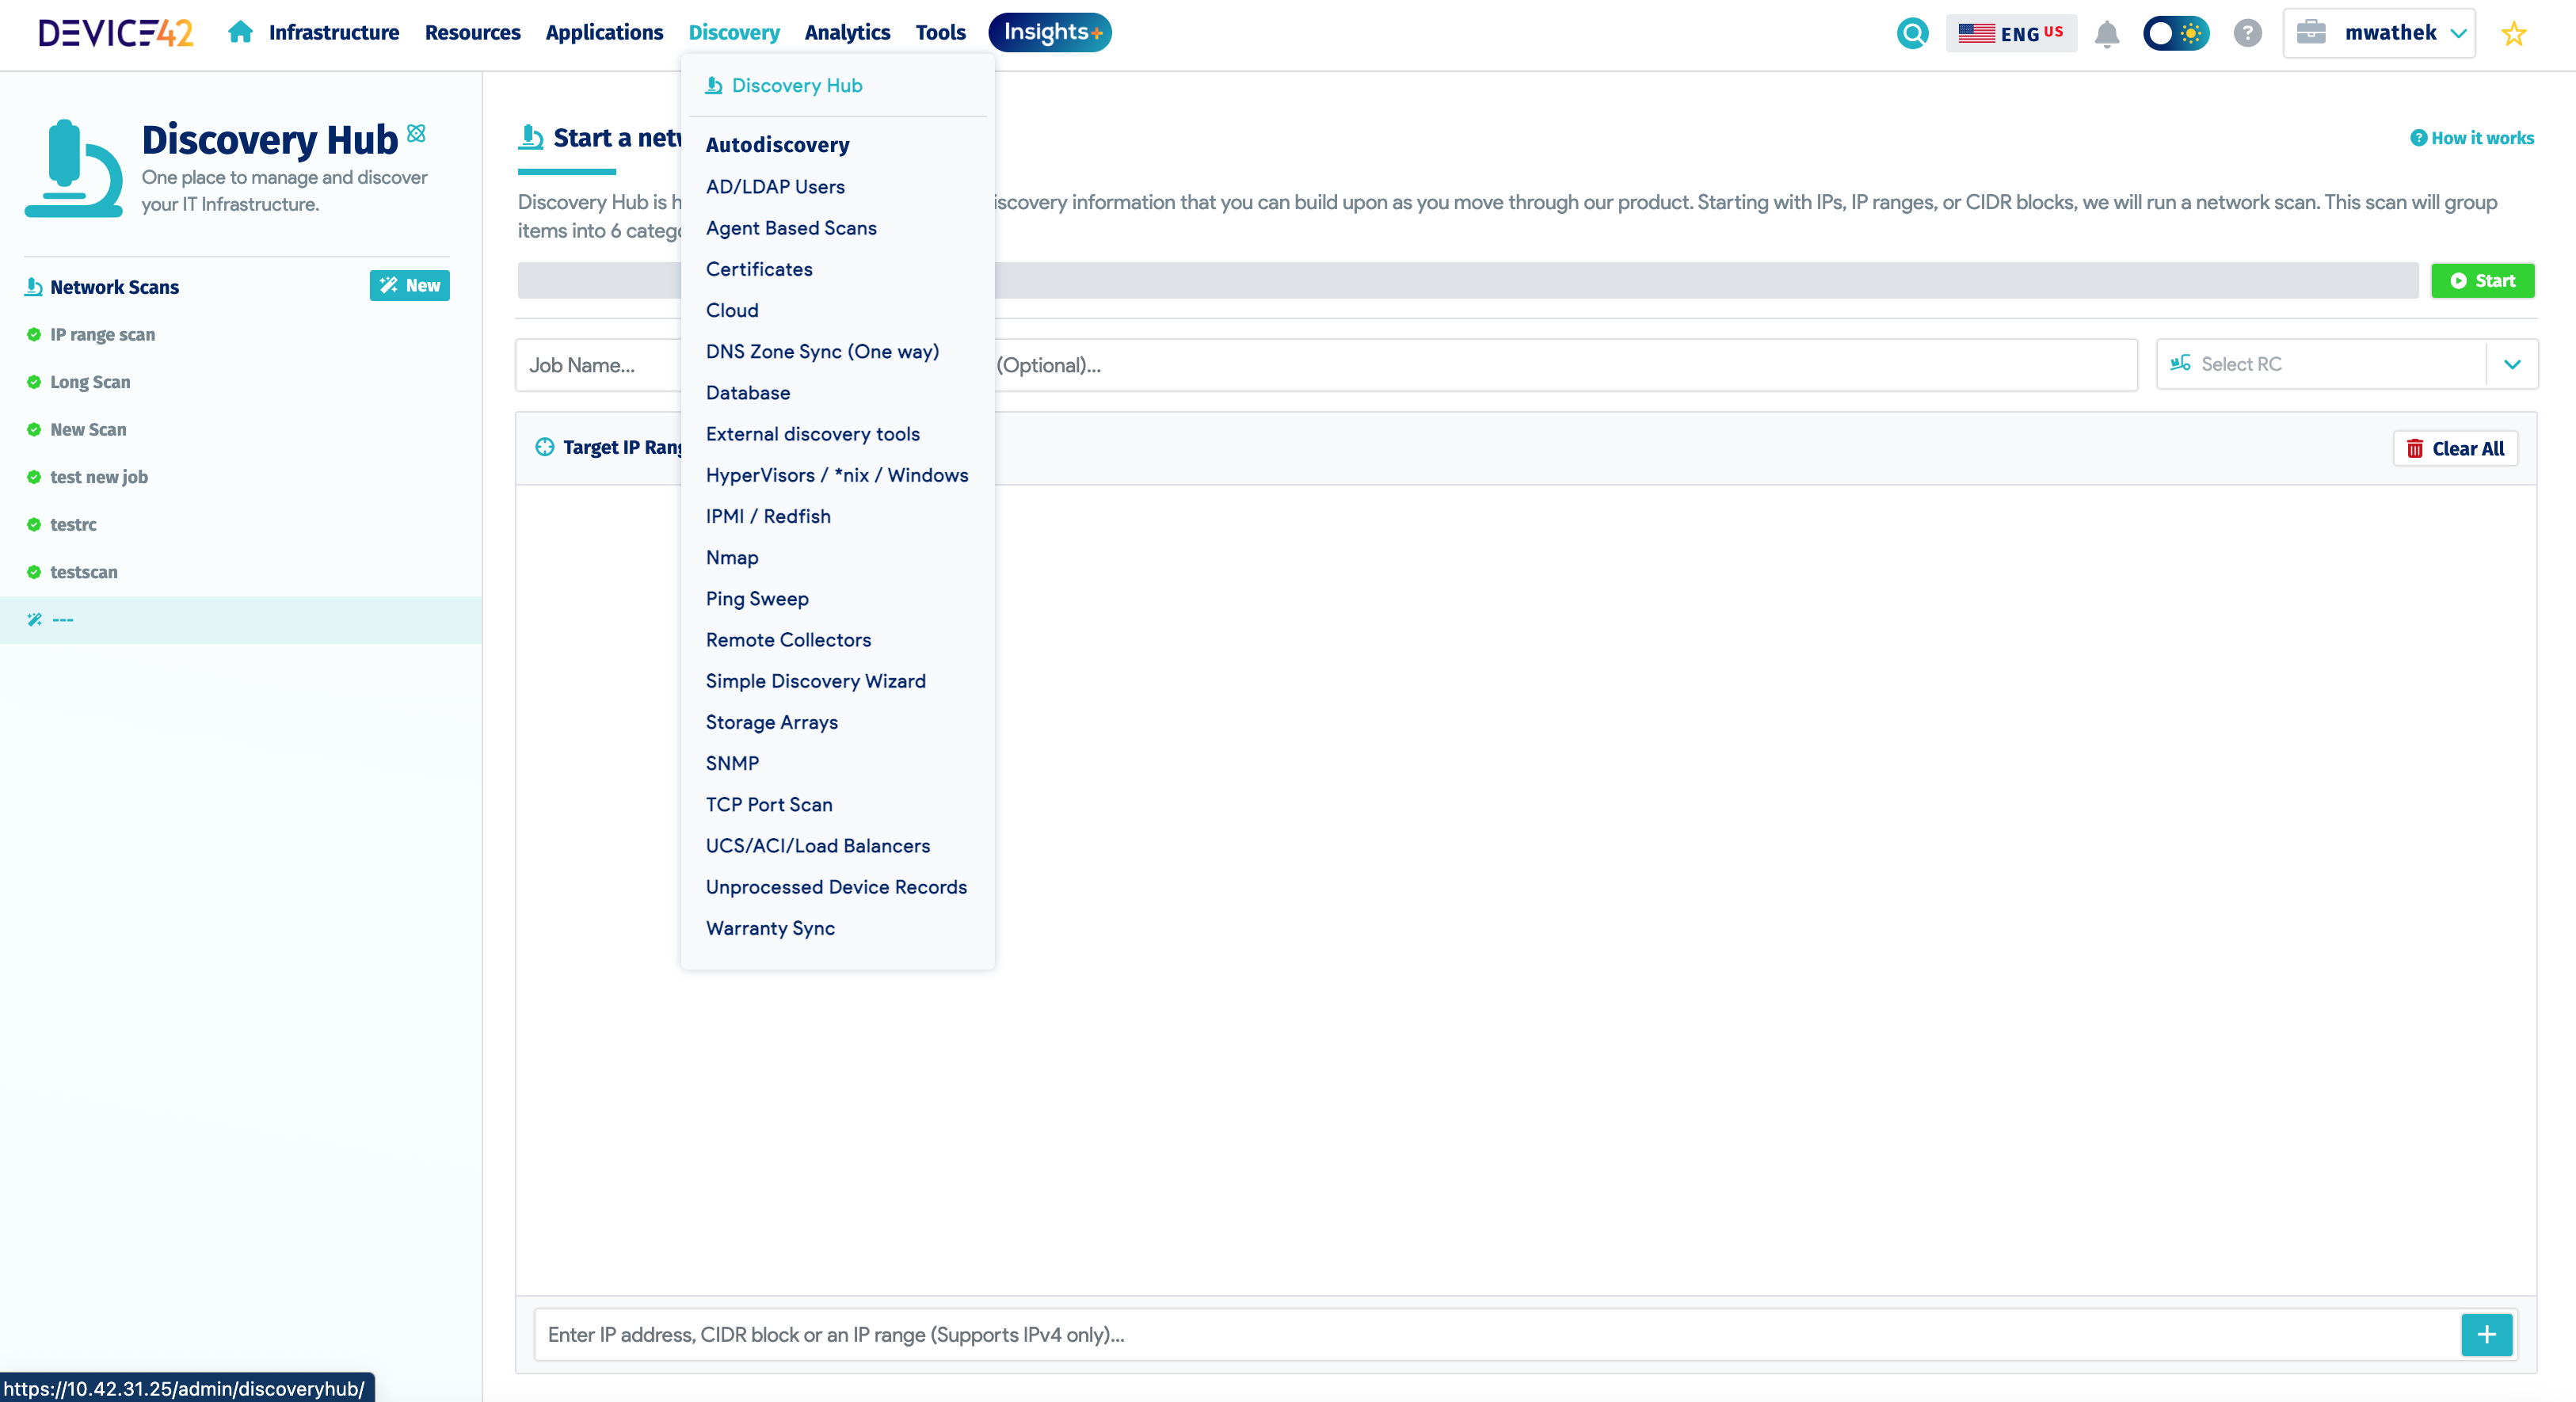 DEVICE42
Infrastructure
Resources
Applications
Discovery
Analytics
Tools
Insights+
ENG US
mwathek
Discovery Hub
One place to manage and discover
your IT Infrastructure.
Network Scans
New
IP range scan
Long Scan
New Scan
test new job
testrc
testscan
---
Discovery Hub
Autodiscovery
AD/LDAP Users
Agent Based Scans
Certificates
Cloud
DNS Zone Sync (One way)
Database
External discovery tools
HyperVisors / *nix / Windows
IPMI / Redfish
Nmap
Ping Sweep
Remote Collectors
Simple Discovery Wizard
Storage Arrays
SNMP
TCP Port Scan
UCS/ACI/Load Balancers
Unprocessed Device Records
Warranty Sync
Start a
How it works
Discovery Hub is
information that you can build upon as you move through our product. Starting with IPs, IP ranges, or CIDR blocks, we will run a network scan. This scan will group
items into 6
Start
Job Name...
(Optional)...
Select RC
Target IP
Clear All
Enter IP address, CIDR block or an IP range (Supports IPv4 only)...
https://10.42.31.25/admin/discoveryhub/